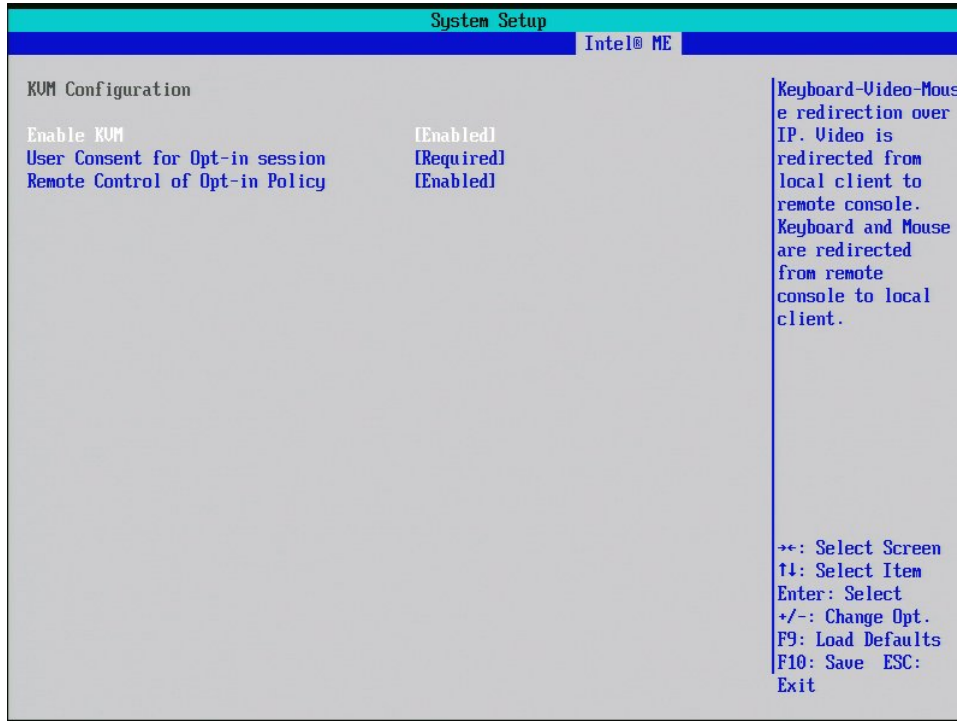 System Setup
Intel® ME
KVM Configuration
Enable KVM [Enabled]
User Consent for Opt-in session [Required]
Remote Control of Opt-in Policy [Enabled]
Keyboard-Video-Mous
e redirection over
IP. Video is
redirected from
local client to
remote console.
Keyboard and Mouse
are redirected
from remote
console to local
client.
→←: Select Screen
↑↓: Select Item
Enter: Select
+/-: Change Opt.
F9: Load Defaults
F10: Save ESC:
Exit